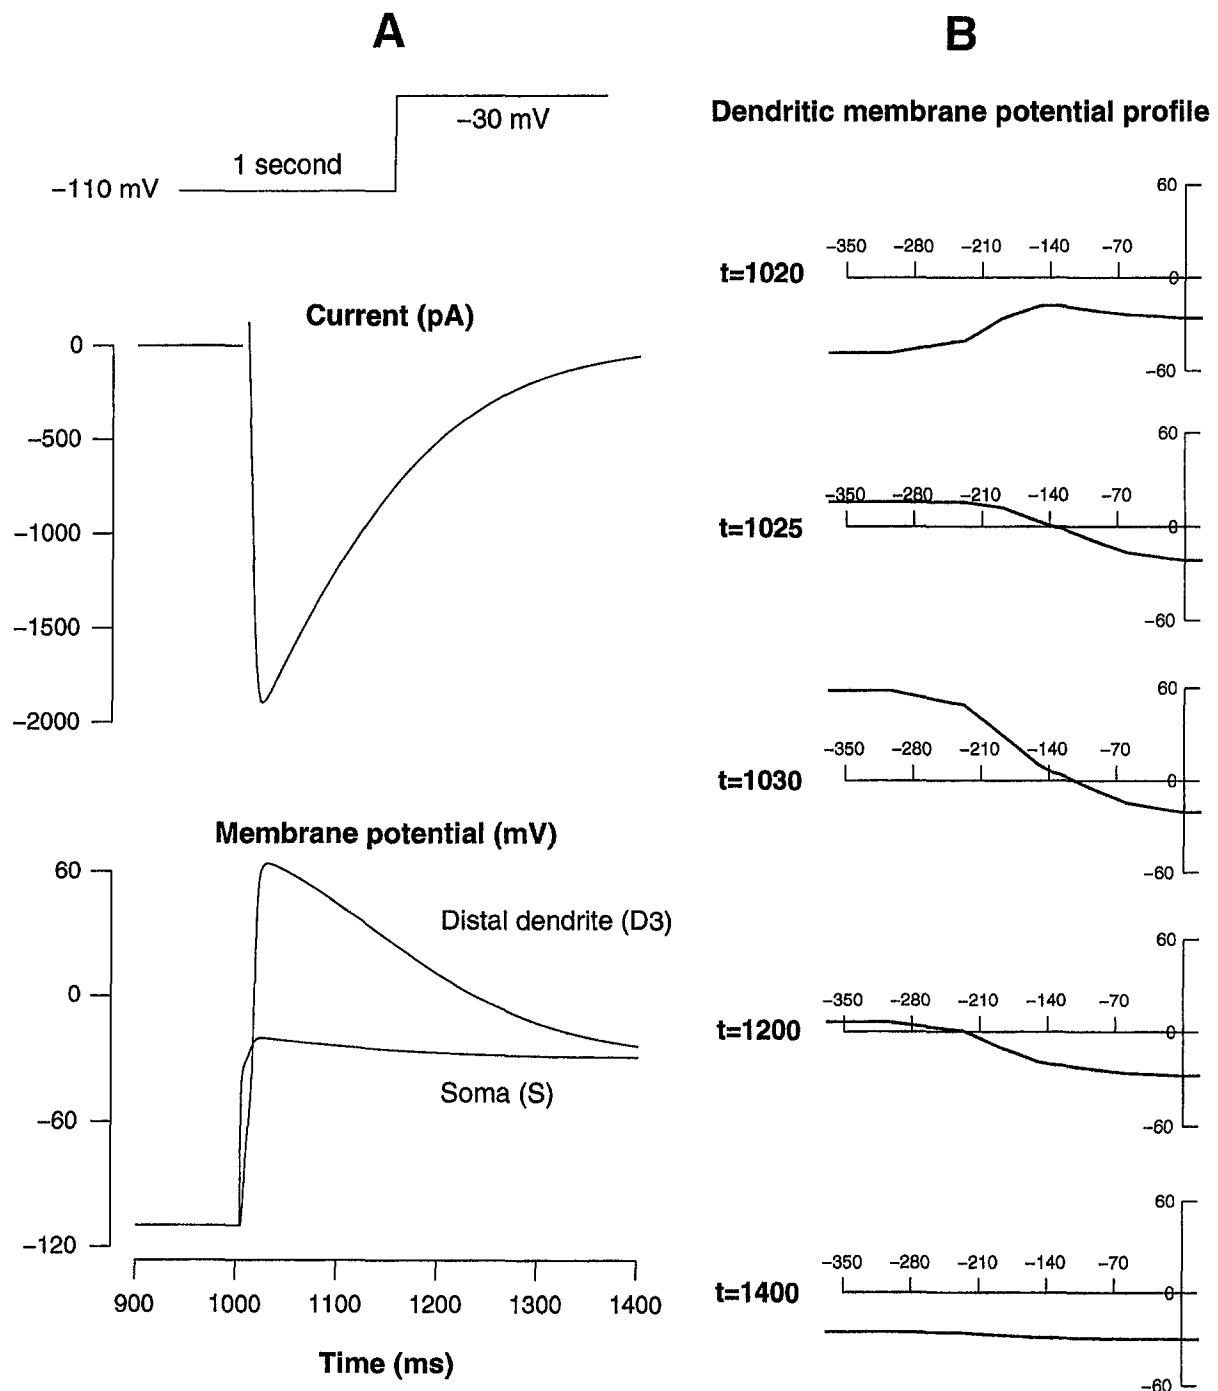 A
−30 mV
1 second
−110 mV
Current (pA)
0
−500
−1000
−1500
−2000
Membrane potential (mV)
60
0
−60
−120
Distal dendrite (D3)
Soma (S)
900 1000 1100 1200 1300 1400
Time (ms)
B
Dendritic membrane potential profile
60
−350 −280 −210 −140 −70
t=1020
0
−60
60
−350 −280 −210 −140 −70
t=1025
0
−60
60
−350 −280 −210 −140 −70
t=1030
0
−60
60
−350 −280 −210 −140 −70
t=1200
0
−60
60
−350 −280 −210 −140 −70
t=1400
0
−60